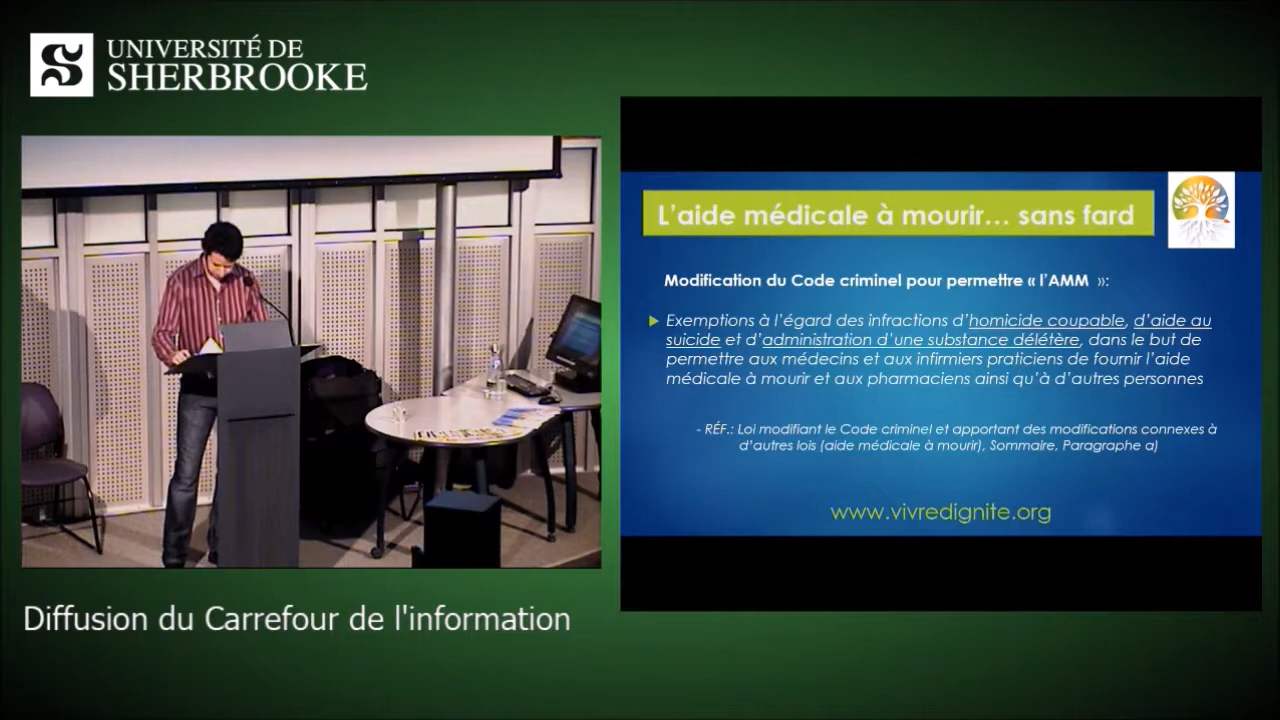 UNIVERSITÉ DE
SHERBROOKE
L'aide médicale à mourir... sans fard
Modification du Code criminel pour permettre « l'AMM »:
Exemptions à l'égard des infractions d'homicide coupable, d'aide au
suicide et d'administration d'une substance délétère, dans le but de
permettre aux médecins et aux infirmiers praticiens de fournir l'aide
médicale à mourir et aux pharmaciens ainsi qu'à d'autres personnes
- RÉF.: Loi modifiant le Code criminel et apportant des modifications connexes à
d'autres lois (aide médicale à mourir), Sommaire, Paragraphe a)
www.vivredignite.org
Diffusion du Carrefour de l'information